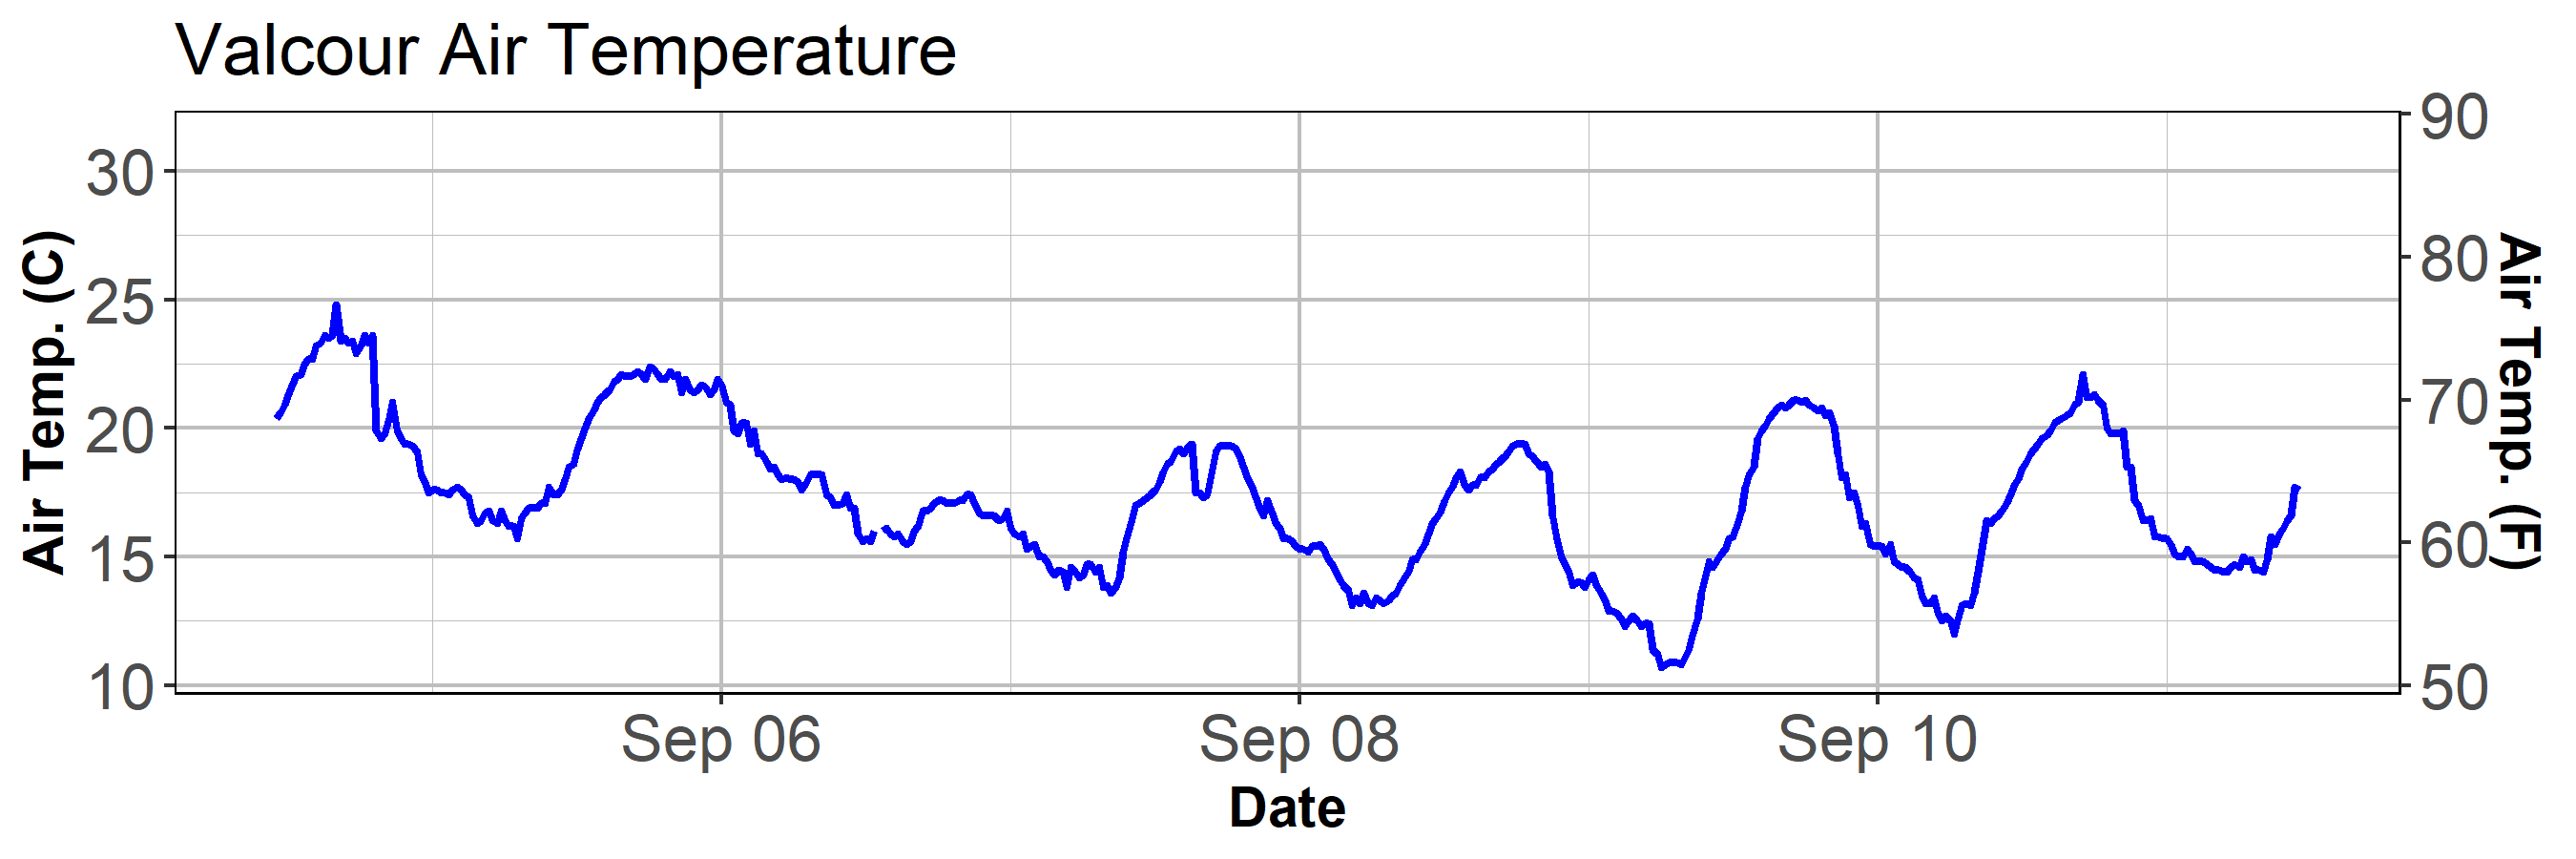 Valcour Air Temperature
Air Temp. (C)
30
25
20
15
10
90
80
70
60
50
Air Temp. (F)
Sep 06
Sep 08
Sep 10
Date